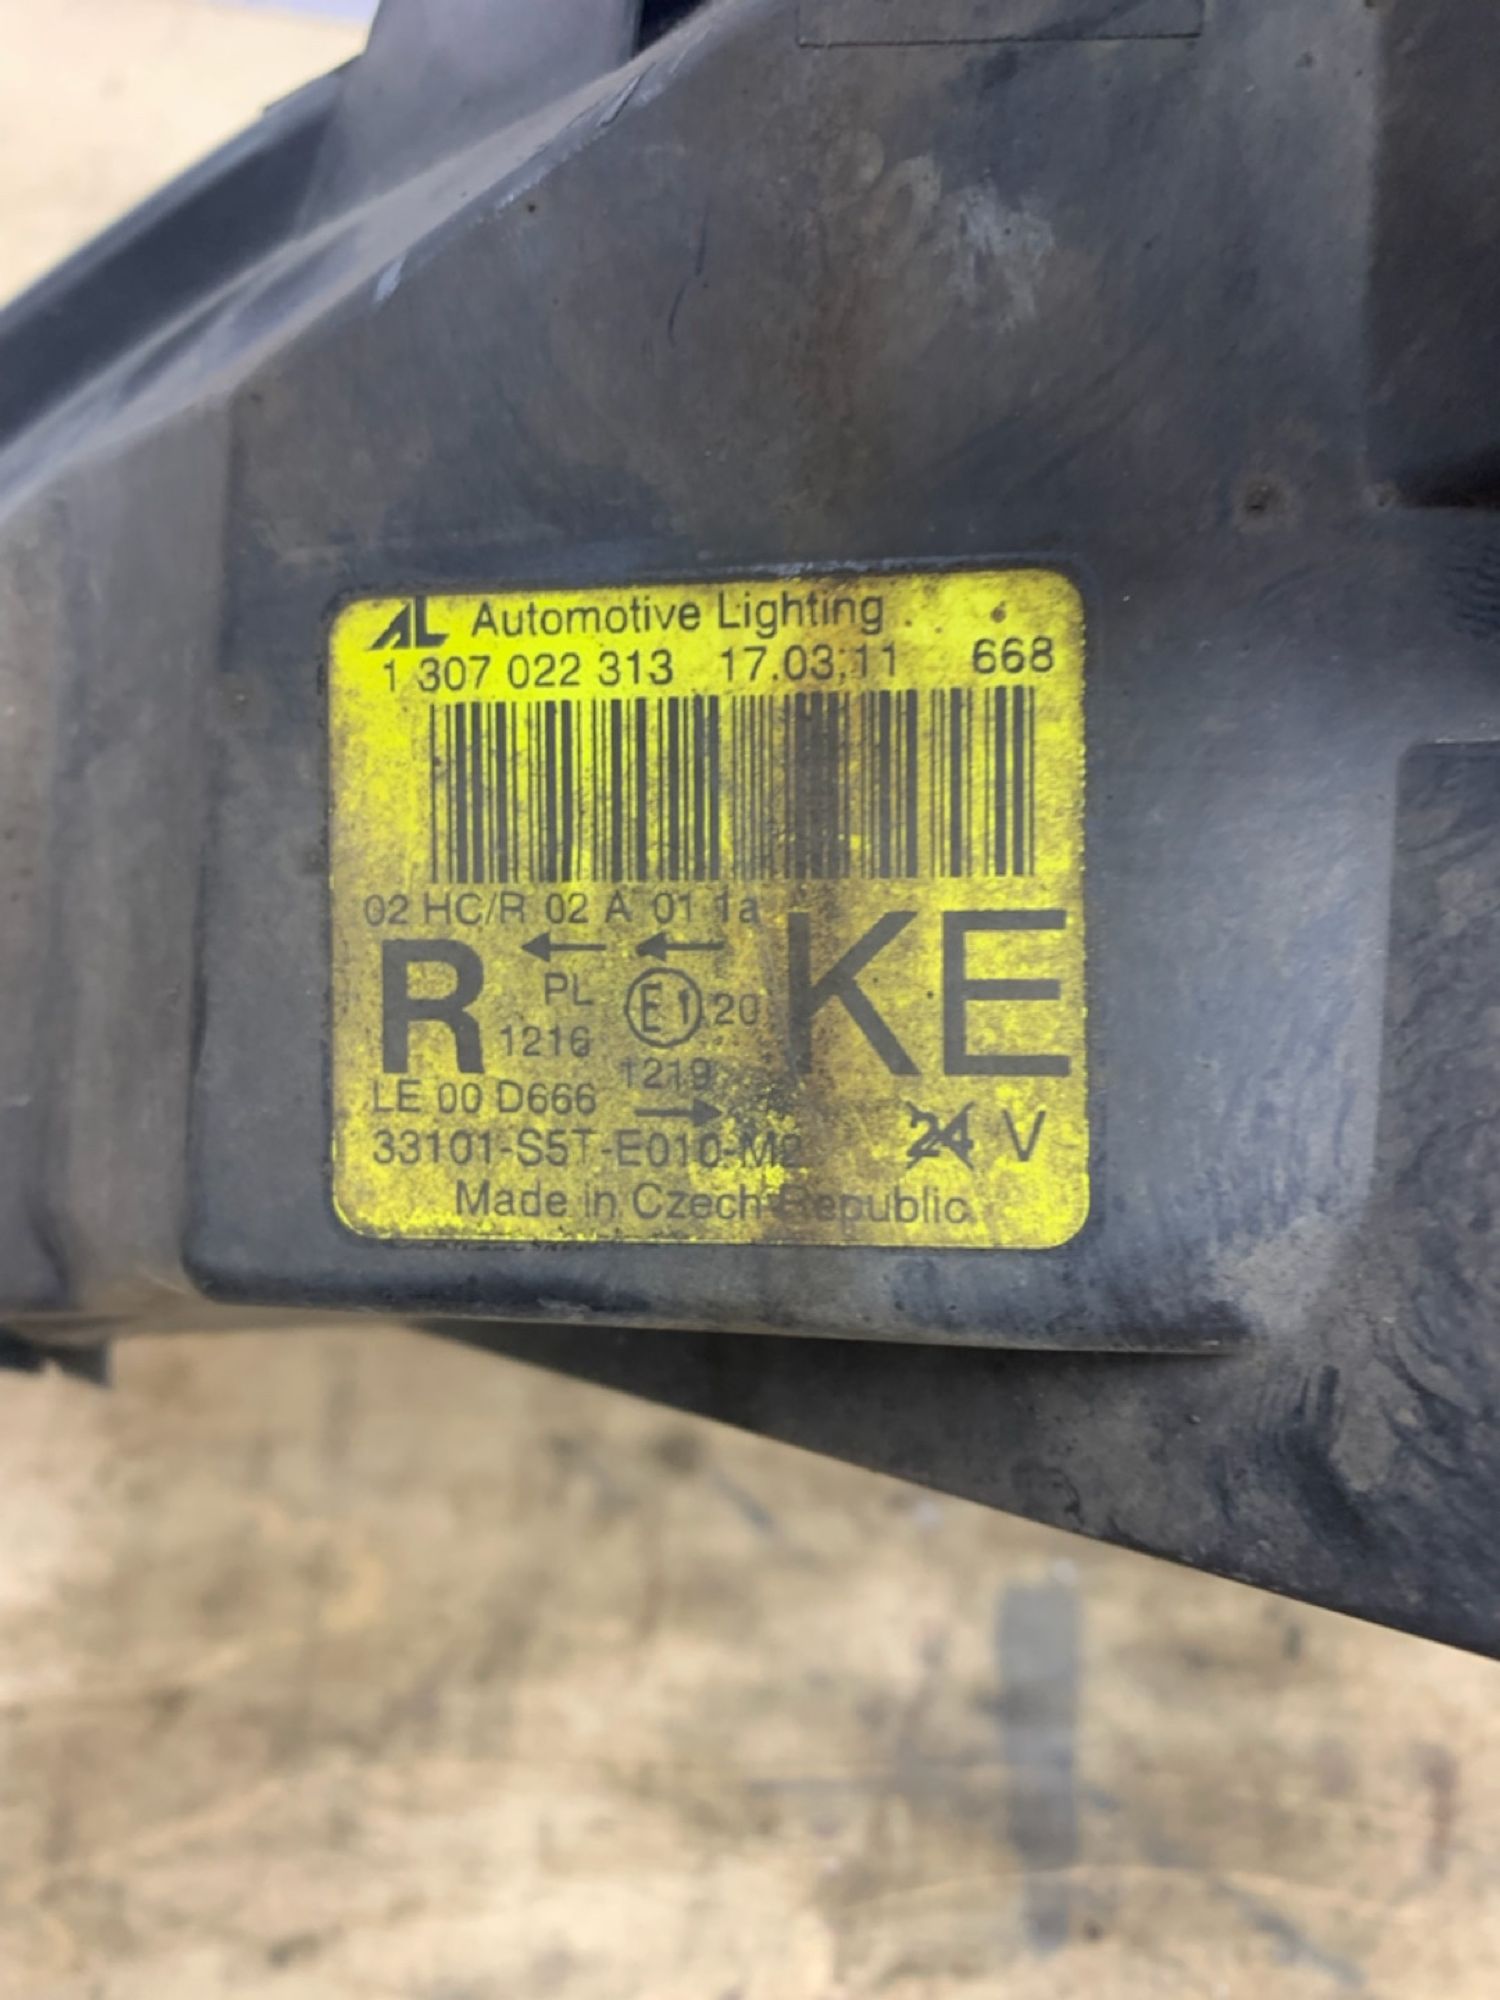 AL Automotive Lighting
1 307 022 313 17.03.11 668
02 HC/R 02 A 01 1a
R ← ← KE
PL E1 20
1216
1219
LE 00 D666 →
33101-S5T-E010-M2 24 V
Made in Czech Republic